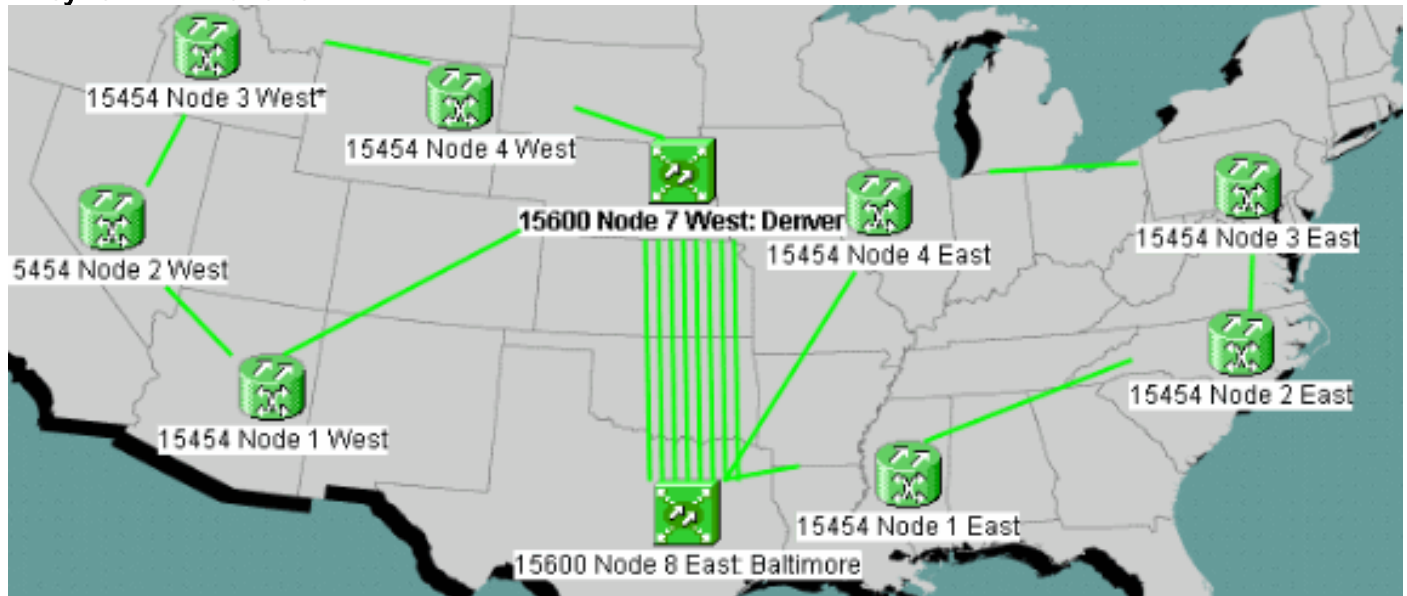 15454 Node 3 West*
15454 Node 4 West
15600 Node 7 West: Denver
15454 Node 3 East
15454 Node 4 East
5454 Node 2 West
15454 Node 2 East
15454 Node 1 West
15454 Node 1 East
15600 Node 8 East: Baltimore